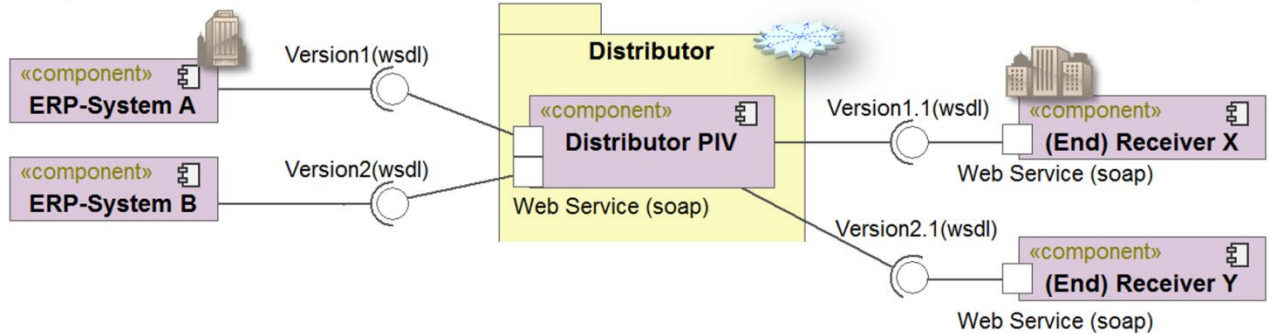 Version1(wsdl)
«component»
ERP-System A
Version2(wsdl)
«component»
ERP-System B
Distributor
«component»
Distributor PIV
Web Service (soap)
Version1.1(wsdl)
«component»
(End) Receiver X
Web Service (soap)
Version2.1(wsdl)
«component»
(End) Receiver Y
Web Service (soap)